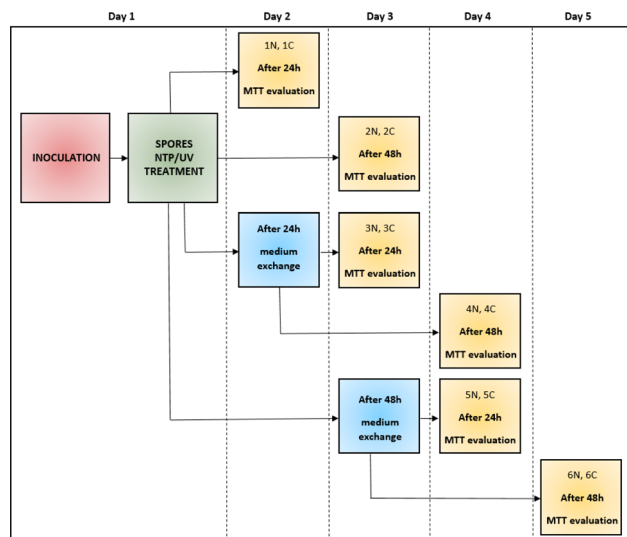 Day 1 Day 2 Day 3 Day 4 Day 5
1N, 1C
After 24h
MTT evaluation
INOCULATION
SPORES
NTP/UV
TREATMENT
2N, 2C
After 48h
MTT evaluation
After 24h
medium
exchange
3N, 3C
After 24h
MTT evaluation
4N, 4C
After 48h
MTT evaluation
After 48h
medium
exchange
5N, 5C
After 24h
MTT evaluation
6N, 6C
After 48h
MTT evaluation